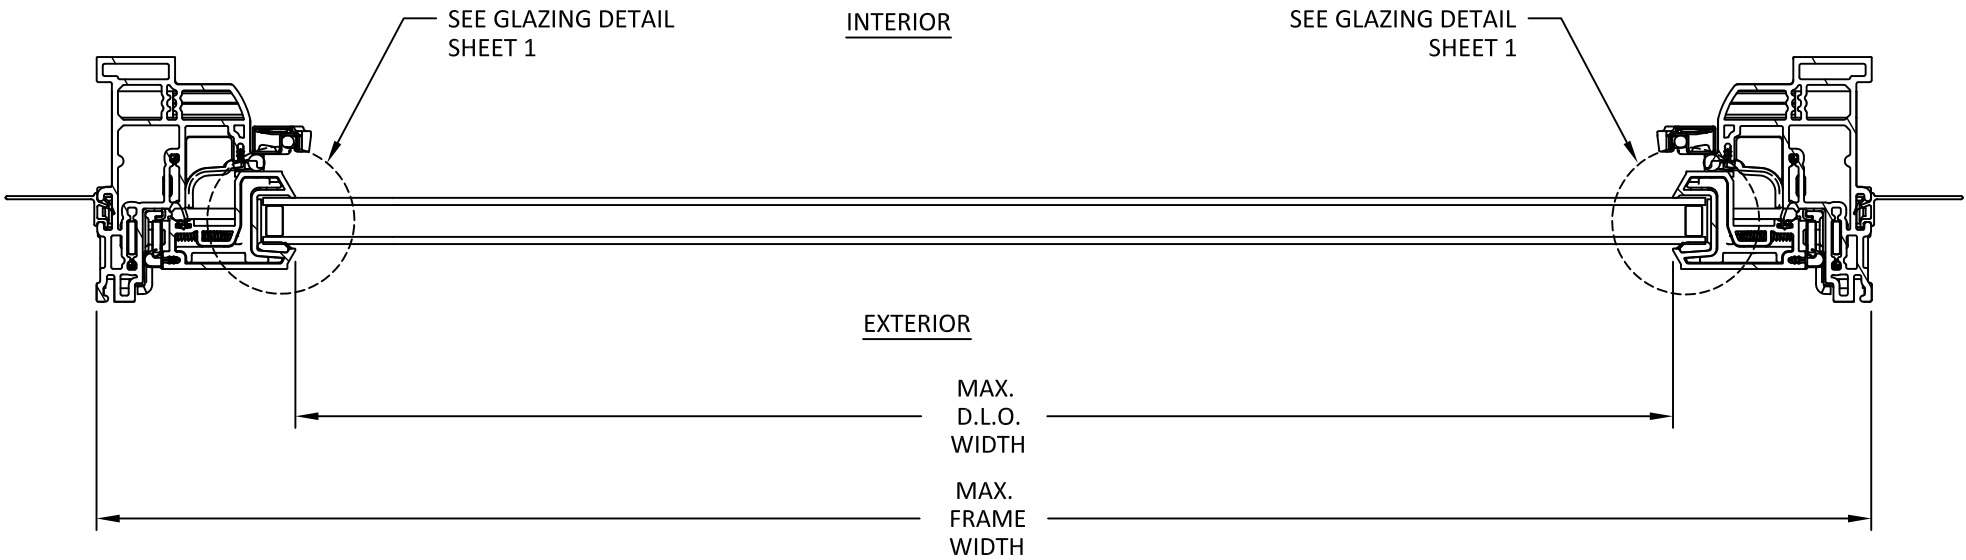 SEE GLAZING DETAIL
SHEET 1
INTERIOR
SEE GLAZING DETAIL
SHEET 1
EXTERIOR
MAX.
D.L.O.
WIDTH
MAX.
FRAME
WIDTH